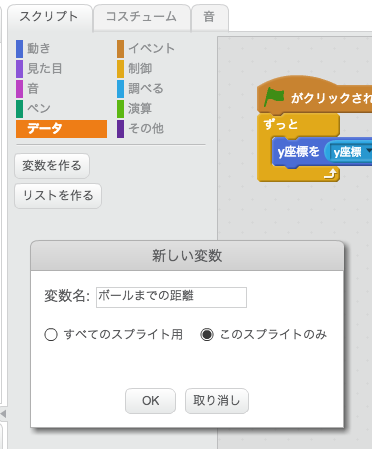 スクリプト コスチューム 音
動き イベント
見た目 制御
音 調べる
ペン 演算
データ その他
変数を作る
リストを作る
がクリックされ
ずっと
y座標を y座標
新しい変数
変数名: ボールまでの距離
すべてのスプライト用 このスプライトのみ
OK 取り消し